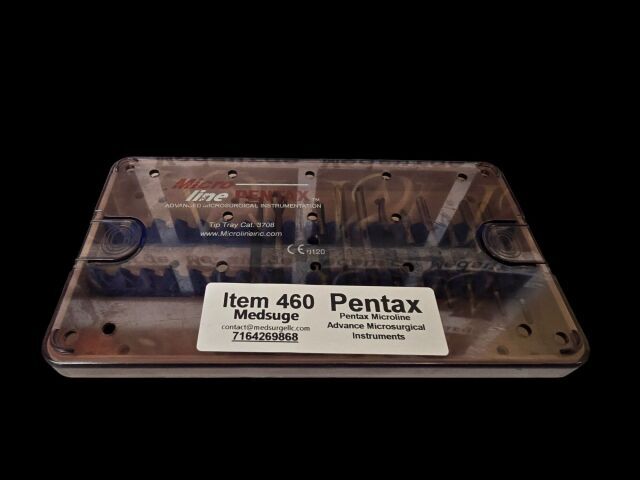 Micro
line PENTAX™
ADVANCED MICROSURGICAL INSTRUMENTATION
Tip Tray Cat. 3708
www.Microlineinc.com
CE 0120
Item 460
Medsuge
contact@medsurgellc.com
7164269868
Pentax
Pentax Microline
Advance Microsurgical
Instruments